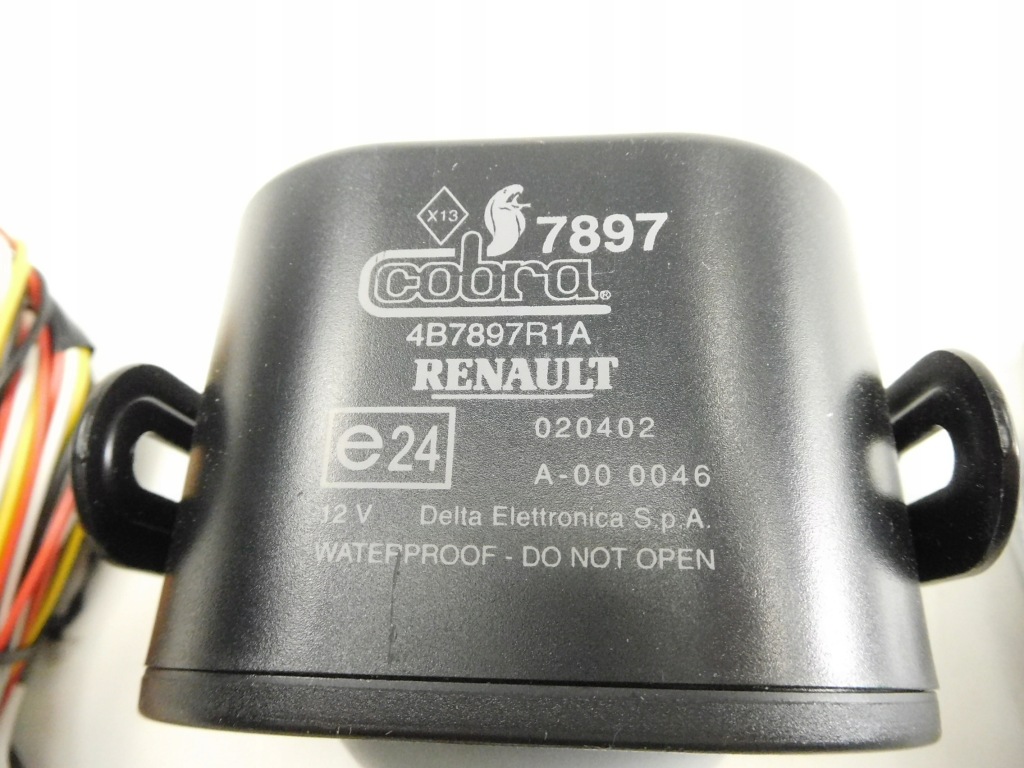 X13 7897
cobra®
4B7897R1A
RENAULT
e24 020402
A-00 0046
12 V Delta Elettronica S.p.A.
WATERPROOF - DO NOT OPEN